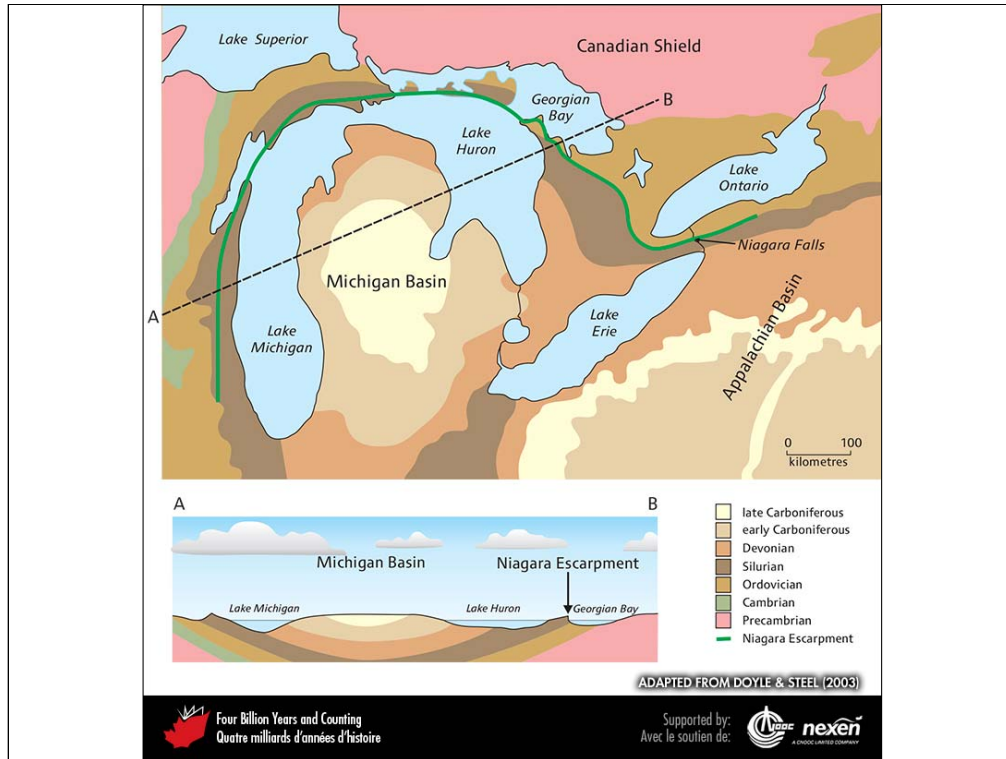 Lake Superior
Canadian Shield
Georgian
Bay
B
Lake
Huron
Lake
Ontario
Niagara Falls
Michigan Basin
A
Lake
Michigan
Lake
Erie
Appalachian Basin
0 100
kilometres
A B
Michigan Basin
Niagara Escarpment
Lake Michigan
Lake Huron
Georgian Bay
late Carboniferous
early Carboniferous
Devonian
Silurian
Ordovician
Cambrian
Precambrian
Niagara Escarpment
ADAPTED FROM DOYLE & STEEL (2003)
Four Billion Years and Counting
Quatre milliards d'années d'histoire
Supported by:
Avec le soutien de:
CNOOC
nexen
A CNOOC LIMITED COMPANY